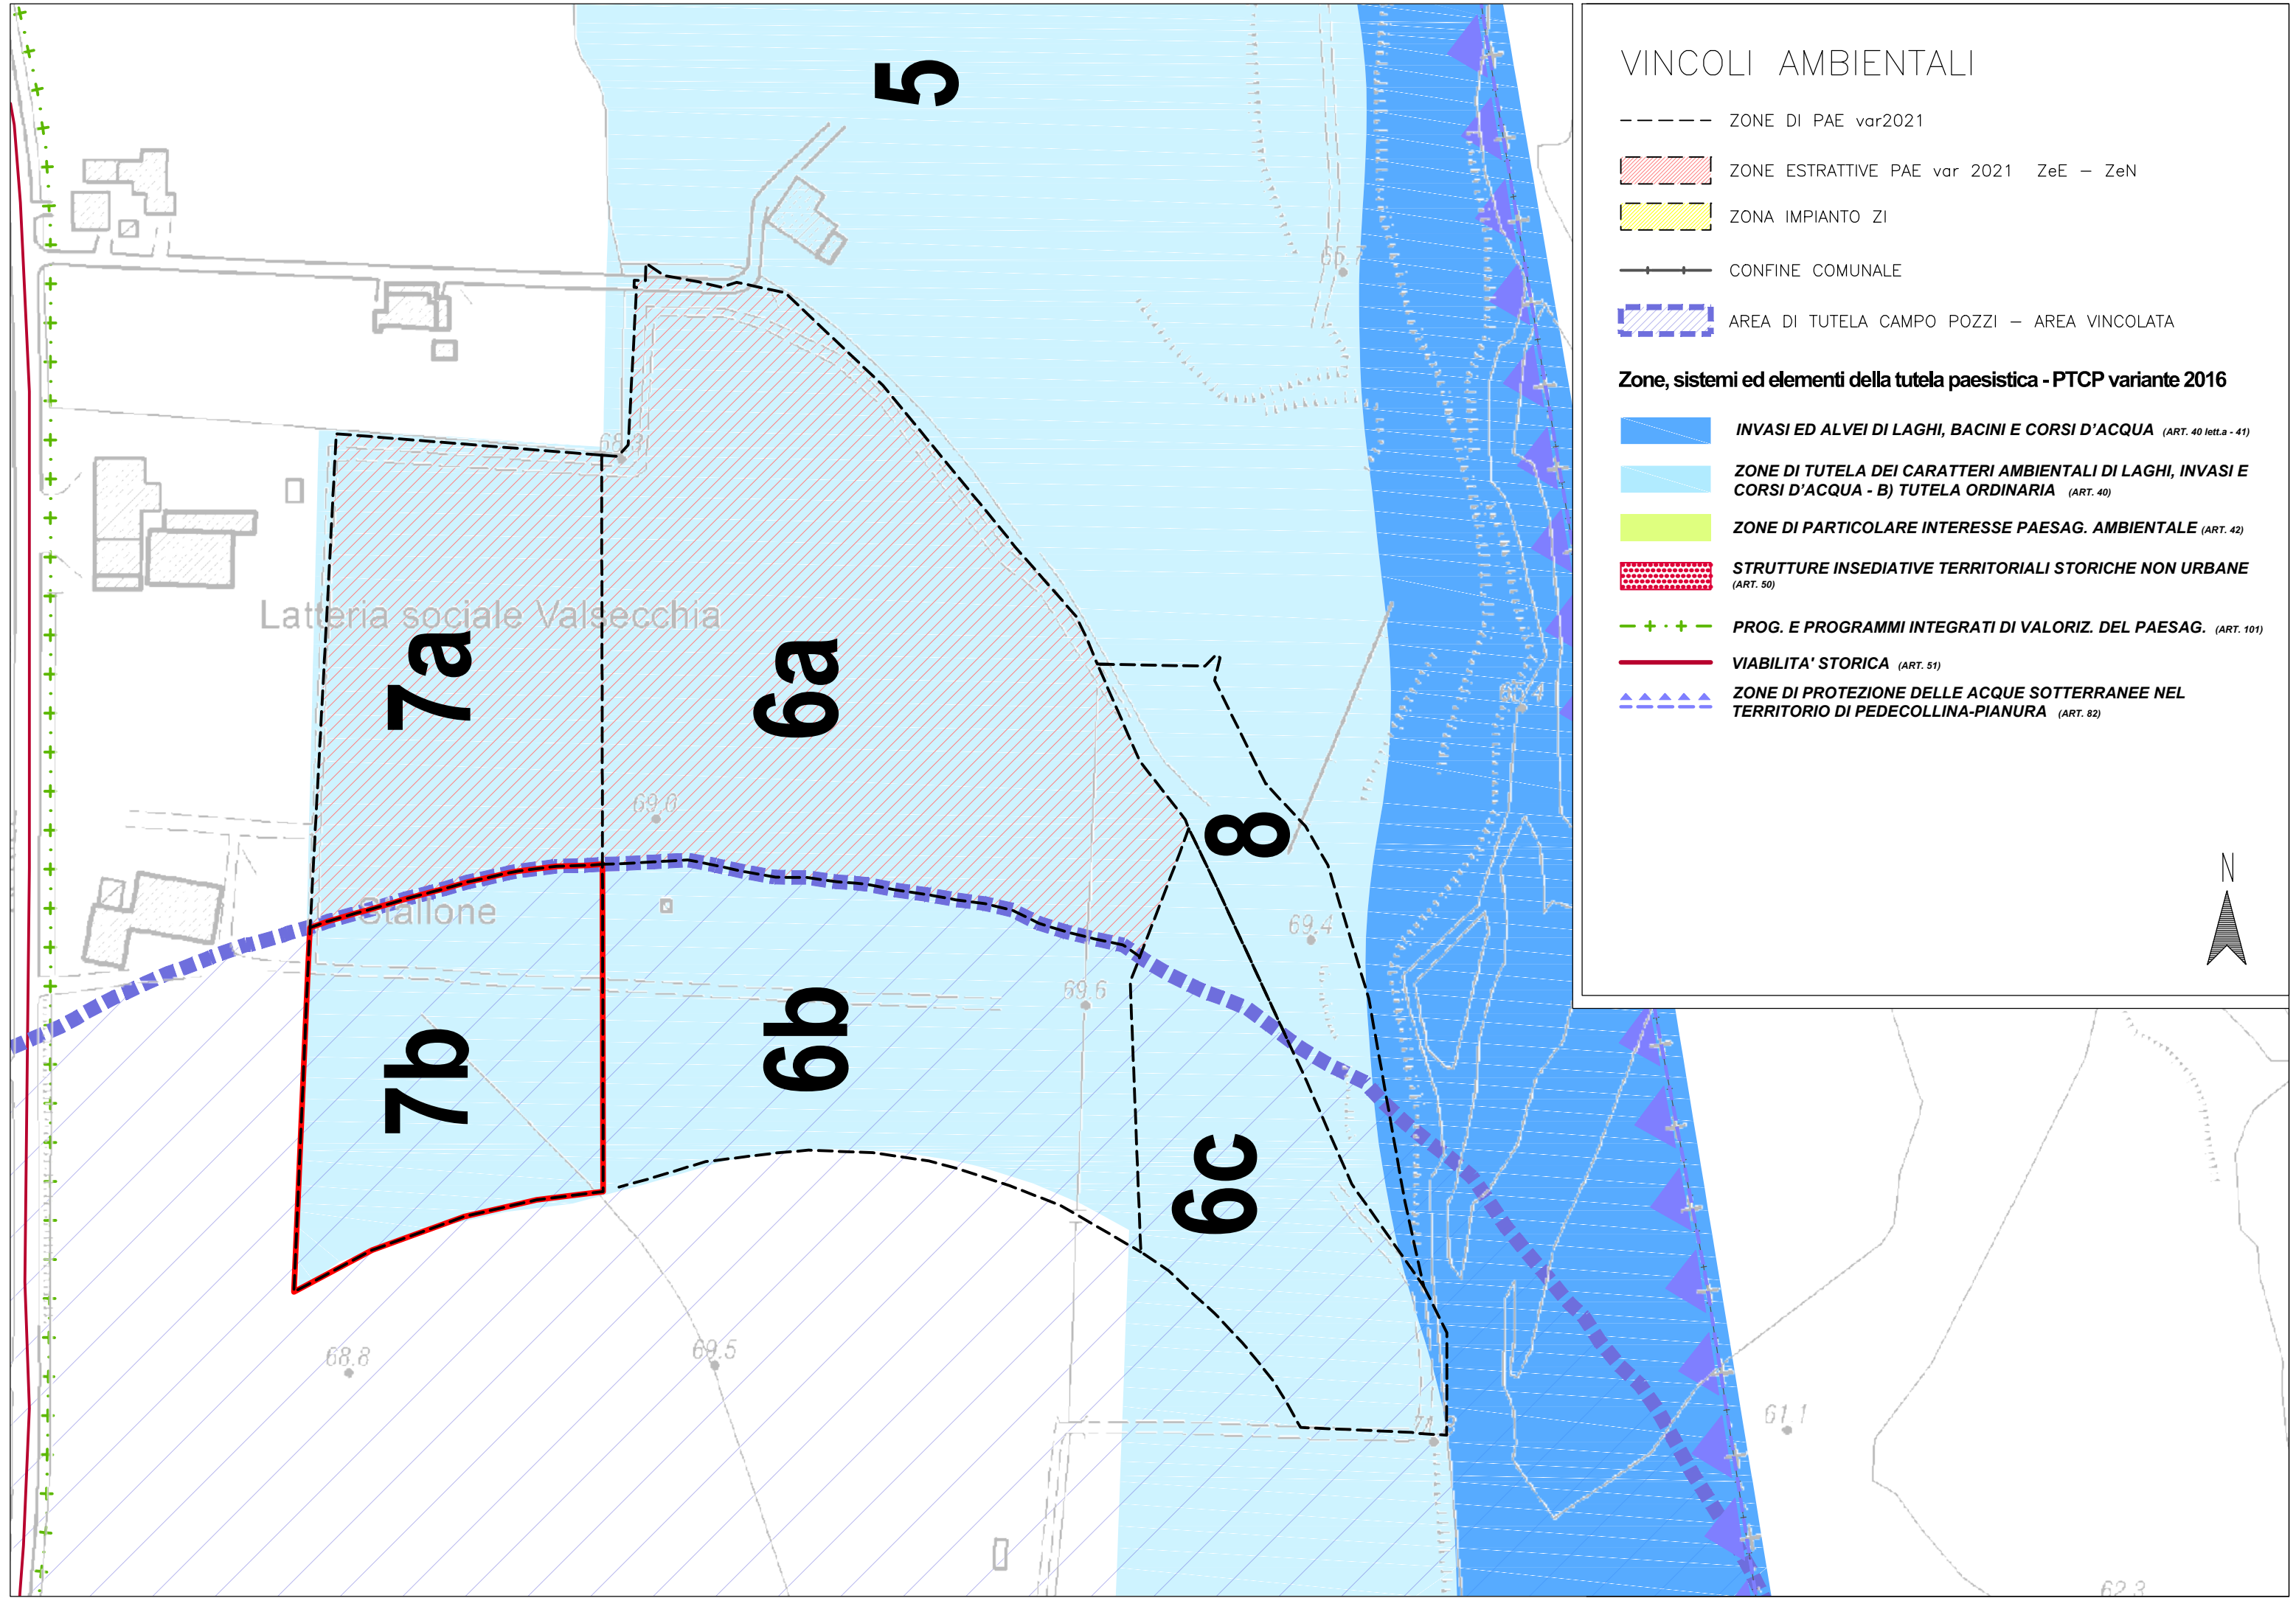 5
65.7
68.3
Latteria sociale Valsecchia
7a
6a
69.0
8
Stallone
69.4
69.6
7b
6b
6c
68.8
69.5
61.1
62.3
VINCOLI AMBIENTALI
ZONE DI PAE var2021
ZONE ESTRATTIVE PAE var 2021 ZeE – ZeN
ZONA IMPIANTO ZI
CONFINE COMUNALE
AREA DI TUTELA CAMPO POZZI – AREA VINCOLATA
Zone, sistemi ed elementi della tutela paesistica - PTCP variante 2016
INVASI ED ALVEI DI LAGHI, BACINI E CORSI D'ACQUA (ART. 40 lett.a - 41)
ZONE DI TUTELA DEI CARATTERI AMBIENTALI DI LAGHI, INVASI E
CORSI D'ACQUA - B) TUTELA ORDINARIA (ART. 40)
ZONE DI PARTICOLARE INTERESSE PAESAG. AMBIENTALE (ART. 42)
STRUTTURE INSEDIATIVE TERRITORIALI STORICHE NON URBANE
(ART. 50)
PROG. E PROGRAMMI INTEGRATI DI VALORIZ. DEL PAESAG. (ART. 101)
VIABILITA' STORICA (ART. 51)
ZONE DI PROTEZIONE DELLE ACQUE SOTTERRANEE NEL
TERRITORIO DI PEDECOLLINA-PIANURA (ART. 82)
N